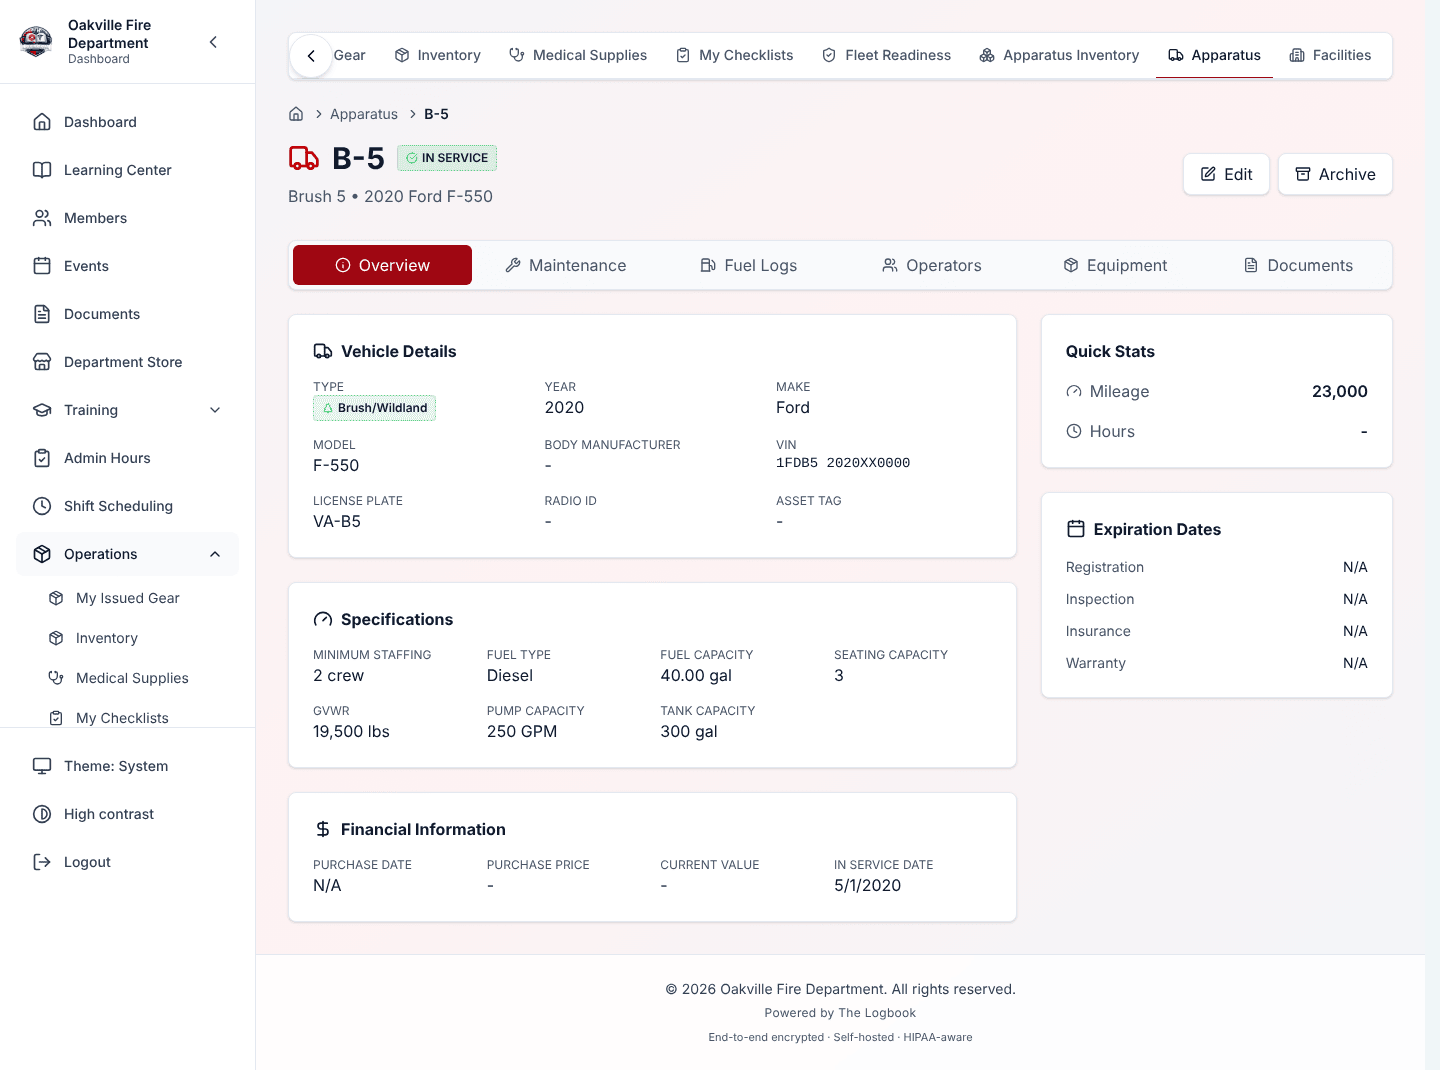 Oakville Fire
Department
Dashboard
Dashboard
Learning Center
Members
Events
Documents
Department Store
Training
Admin Hours
Shift Scheduling
Operations
My Issued Gear
Inventory
Medical Supplies
My Checklists
Theme: System
High contrast
Logout
Gear Inventory Medical Supplies My Checklists Fleet Readiness Apparatus Inventory Apparatus Facilities
Apparatus B-5
B-5 IN SERVICE
Brush 5 • 2020 Ford F-550
Edit Archive
Overview Maintenance Fuel Logs Operators Equipment Documents
Vehicle Details
TYPE YEAR MAKE
Brush/Wildland 2020 Ford
MODEL BODY MANUFACTURER VIN
F-550 - 1FDB5 2020XX0000
LICENSE PLATE RADIO ID ASSET TAG
VA-B5 - -
Specifications
MINIMUM STAFFING FUEL TYPE FUEL CAPACITY SEATING CAPACITY
2 crew Diesel 40.00 gal 3
GVWR PUMP CAPACITY TANK CAPACITY
19,500 lbs 250 GPM 300 gal
Financial Information
PURCHASE DATE PURCHASE PRICE CURRENT VALUE IN SERVICE DATE
N/A - - 5/1/2020
Quick Stats
Mileage 23,000
Hours -
Expiration Dates
Registration N/A
Inspection N/A
Insurance N/A
Warranty N/A
© 2026 Oakville Fire Department. All rights reserved.
Powered by The Logbook
End-to-end encrypted · Self-hosted · HIPAA-aware